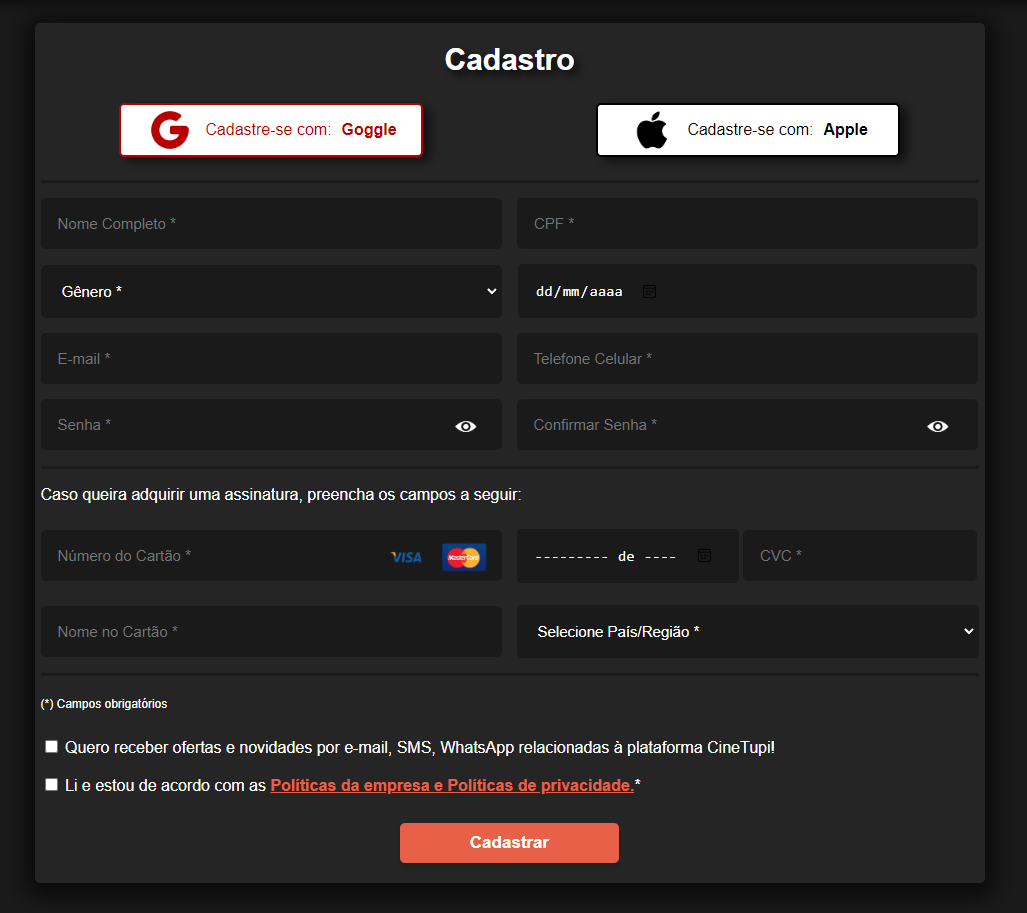 Cadastro
Cadastre-se com: Goggle
Cadastre-se com: Apple
Nome Completo *
CPF *
Gênero *
dd/mm/aaaa
E-mail *
Telefone Celular *
Senha *
Confirmar Senha *
Caso queira adquirir uma assinatura, preencha os campos a seguir:
Número do Cartão *
VISA
MasterCard
--------- de ----
CVC *
Nome no Cartão *
Selecione País/Região *
(*) Campos obrigatórios
Quero receber ofertas e novidades por e-mail, SMS, WhatsApp relacionadas à plataforma CineTupi!
Li e estou de acordo com as Políticas da empresa e Políticas de privacidade.*
Cadastrar